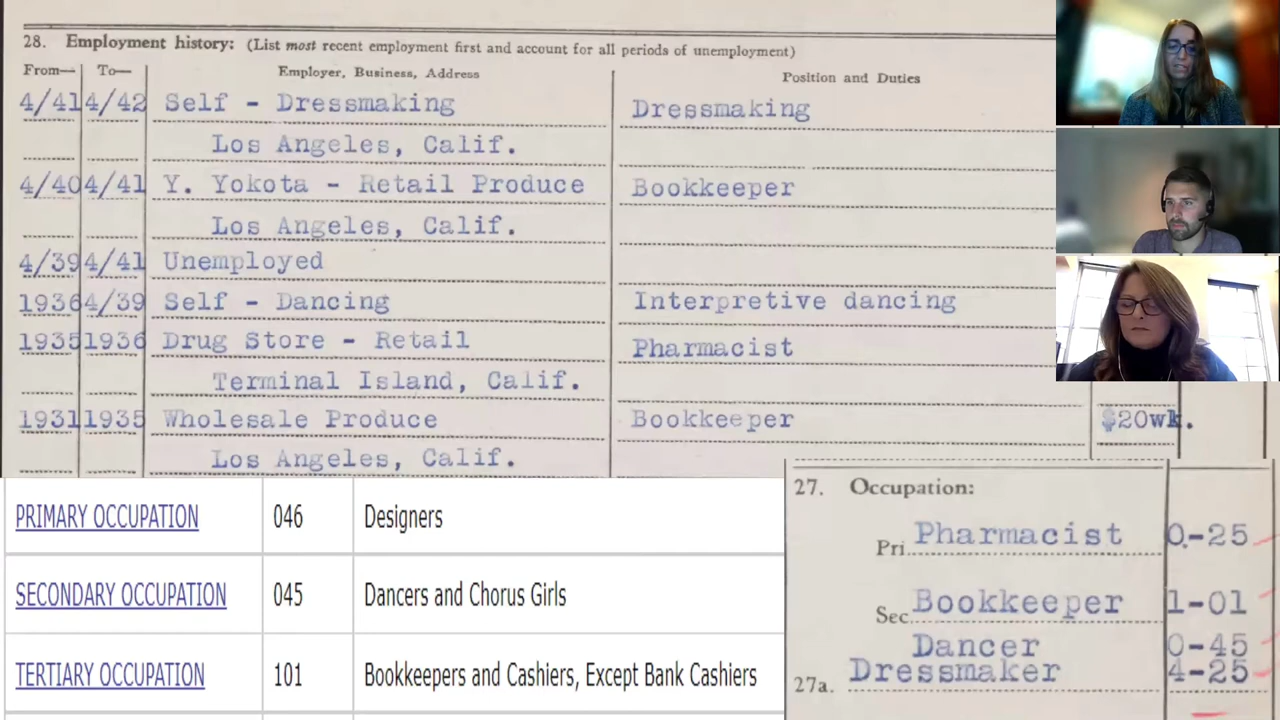 28. Employment history: (List most recent employment first and account for all periods of unemployment)
From— To— Employer, Business, Address Position and Duties
4/41 4/42 Self - Dressmaking Dressmaking
Los Angeles, Calif.
4/40 4/41 Y. Yokota - Retail Produce Bookkeeper
Los Angeles, Calif.
4/39 4/41 Unemployed
1936 4/39 Self - Dancing Interpretive dancing
1935 1936 Drug Store - Retail Pharmacist
Terminal Island, Calif.
1931 1935 Wholesale Produce Bookkeeper $20wk.
Los Angeles, Calif.
PRIMARY OCCUPATION 046 Designers
SECONDARY OCCUPATION 045 Dancers and Chorus Girls
TERTIARY OCCUPATION 101 Bookkeepers and Cashiers, Except Bank Cashiers
27. Occupation:
Pri Pharmacist 0-25
Sec Bookkeeper 1-01
Dancer 0-45
27a. Dressmaker 4-25